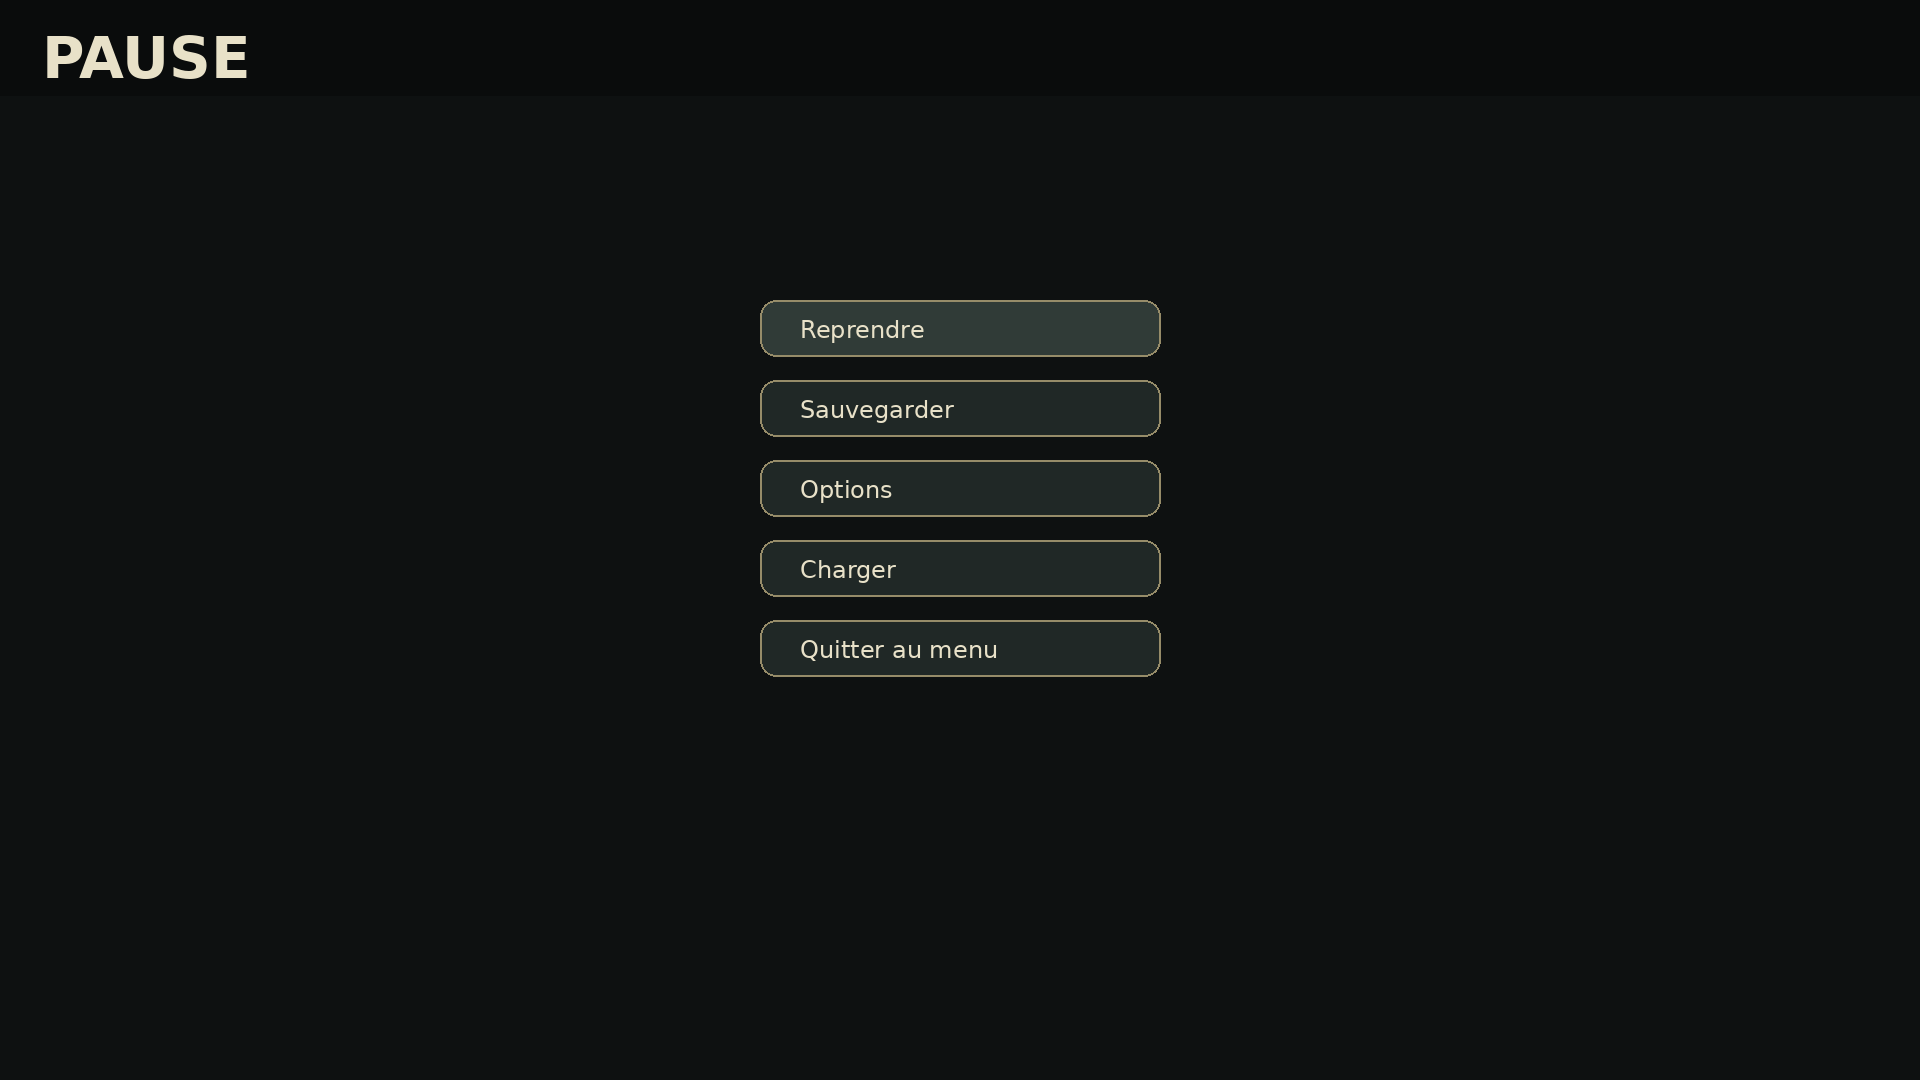 PAUSE
Reprendre
Sauvegarder
Options
Charger
Quitter au menu